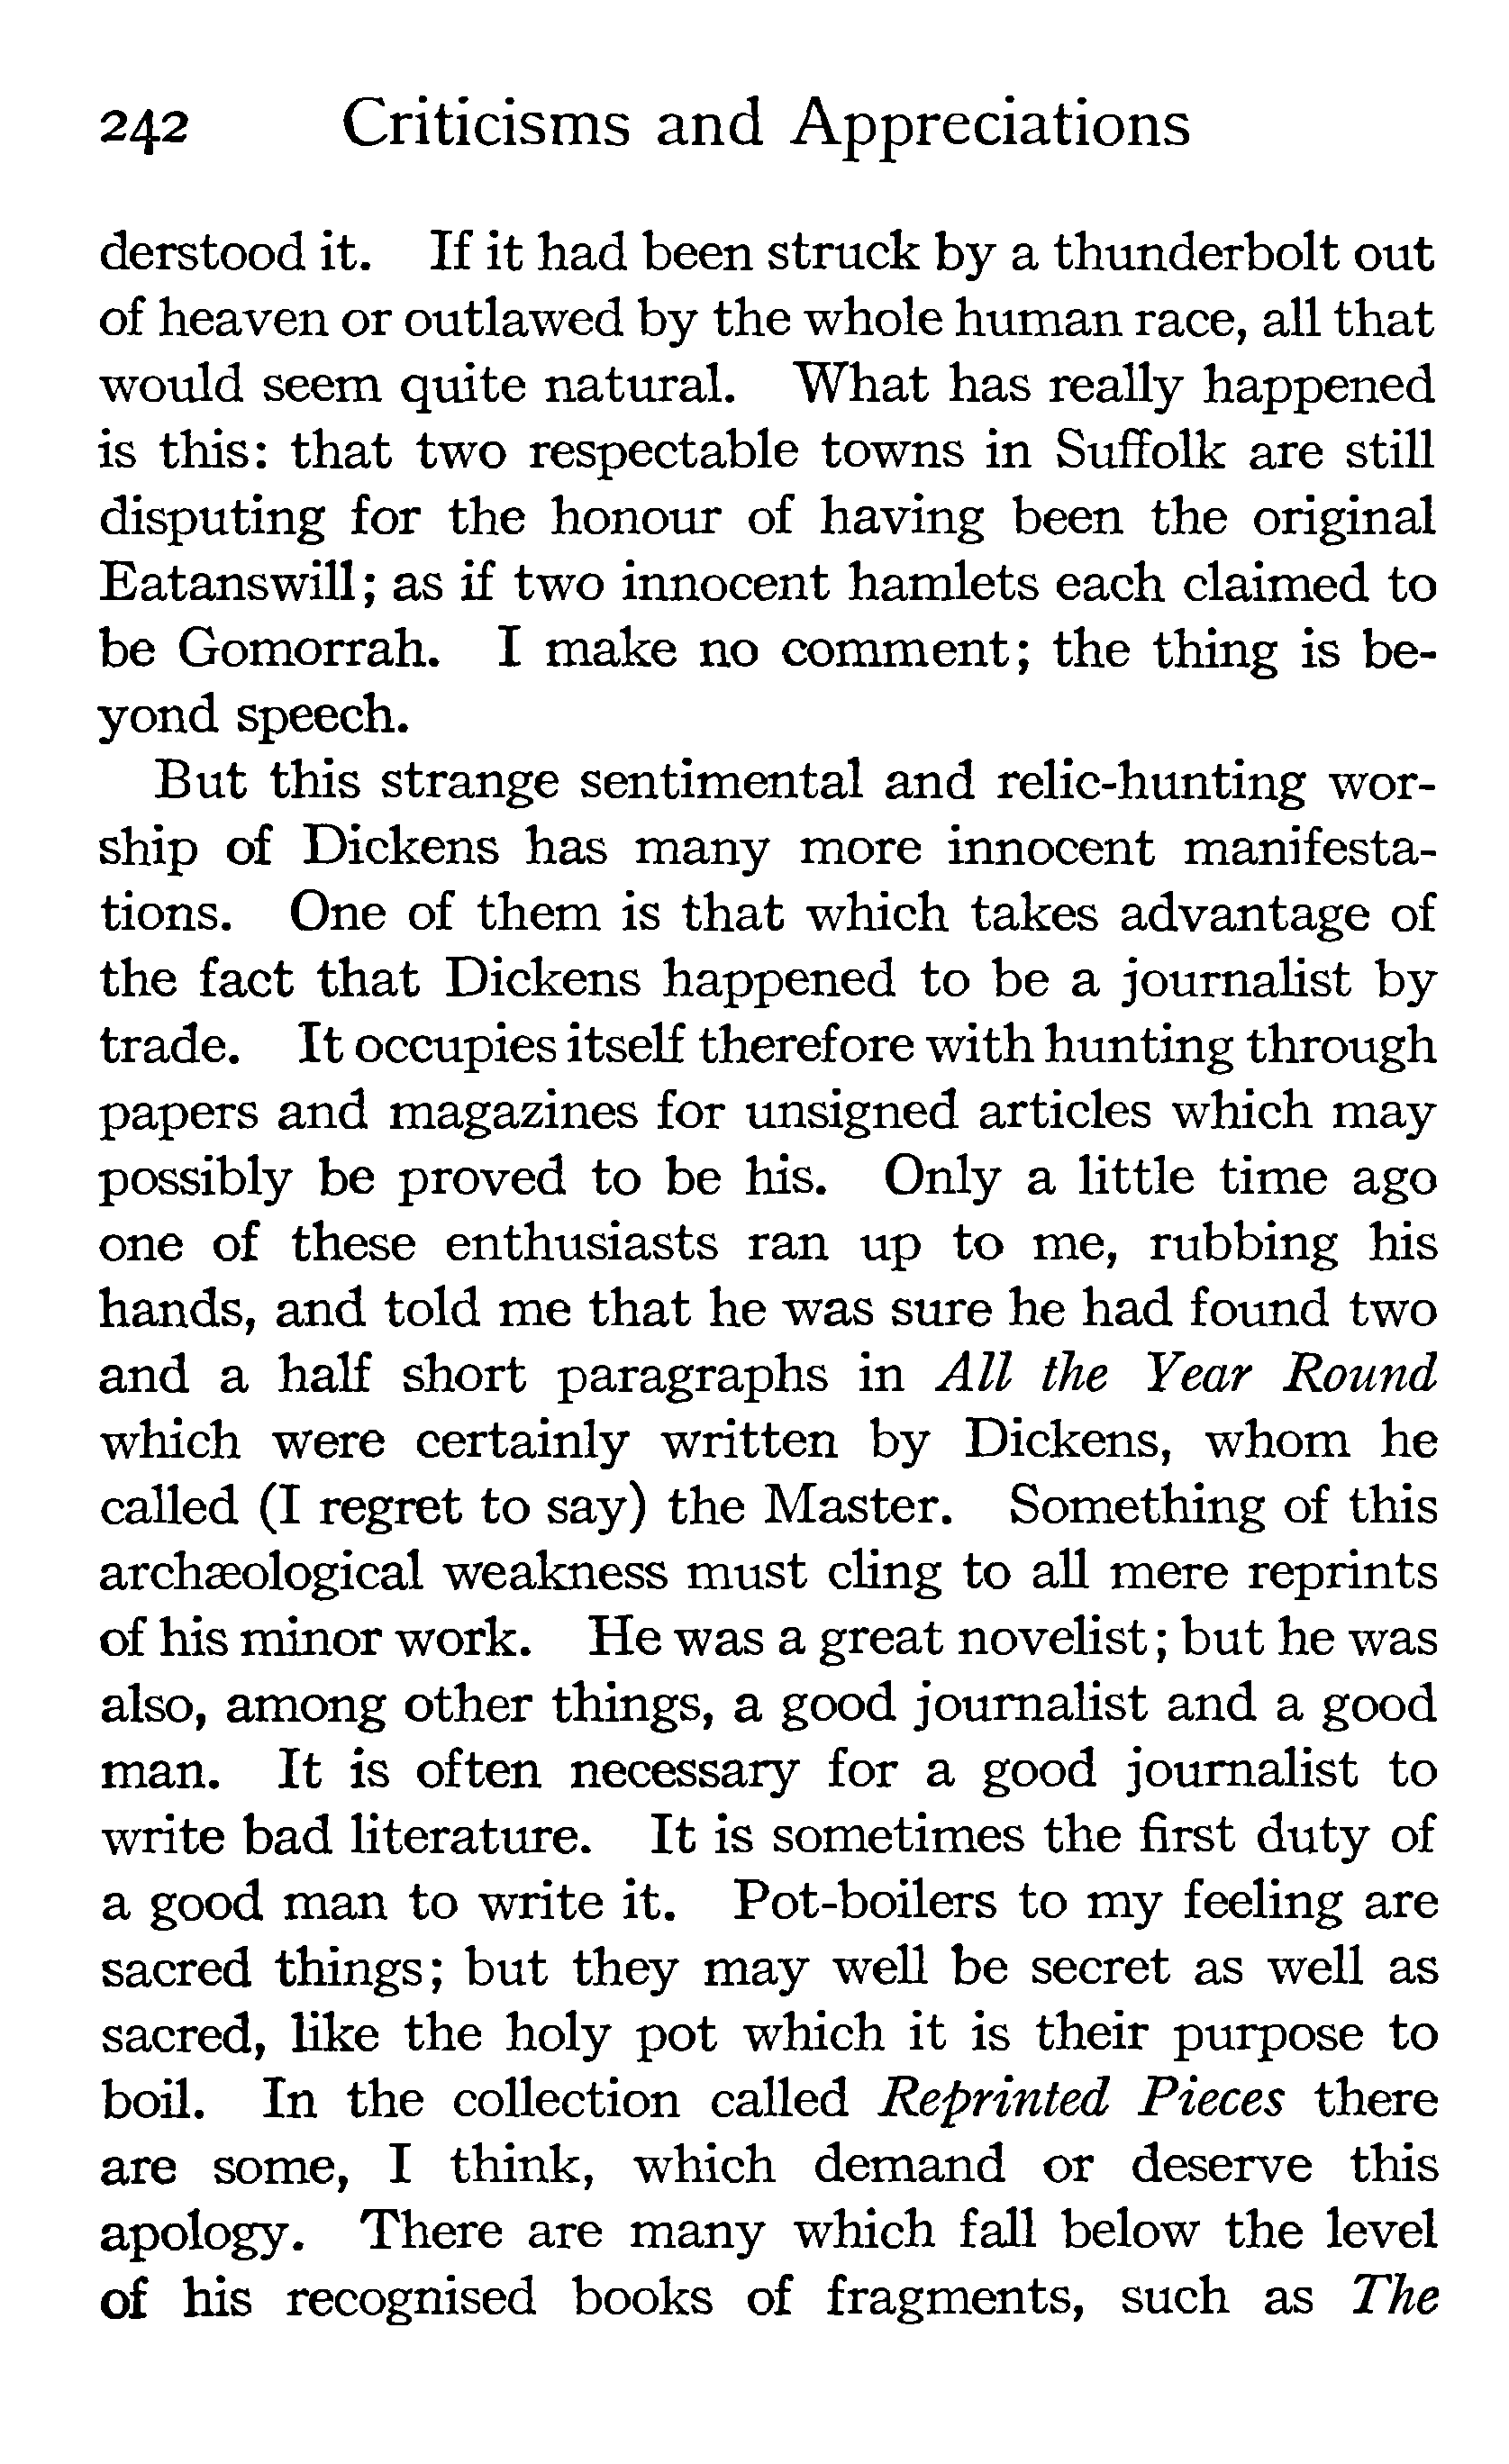 242 Criticisms and Appreciations
derstood it. If it had been struck by a thunderbolt out
of heaven or outlawed by the whole human race, all that
would seem quite natural. What has really happened
is this: that two respectable towns in Suffolk are still
disputing for the honour of having been the original
Eatanswill; as if two innocent hamlets each claimed to
be Gomorrah. I make no comment; the thing is be-
yond speech.
But this strange sentimental and relic-hunting wor-
ship of Dickens has many more innocent manifesta-
tions. One of them is that which takes advantage of
the fact that Dickens happened to be a journalist by
trade. It occupies itself therefore with hunting through
papers and magazines for unsigned articles which may
possibly be proved to be his. Only a little time ago
one of these enthusiasts ran up to me, rubbing his
hands, and told me that he was sure he had found two
and a half short paragraphs in All the Year Round
which were certainly written by Dickens, whom he
called (I regret to say) the Master. Something of this
archæological weakness must cling to all mere reprints
of his minor work. He was a great novelist; but he was
also, among other things, a good journalist and a good
man. It is often necessary for a good journalist to
write bad literature. It is sometimes the first duty of
a good man to write it. Pot-boilers to my feeling are
sacred things; but they may well be secret as well as
sacred, like the holy pot which it is their purpose to
boil. In the collection called Reprinted Pieces there
are some, I think, which demand or deserve this
apology. There are many which fall below the level
of his recognised books of fragments, such as The